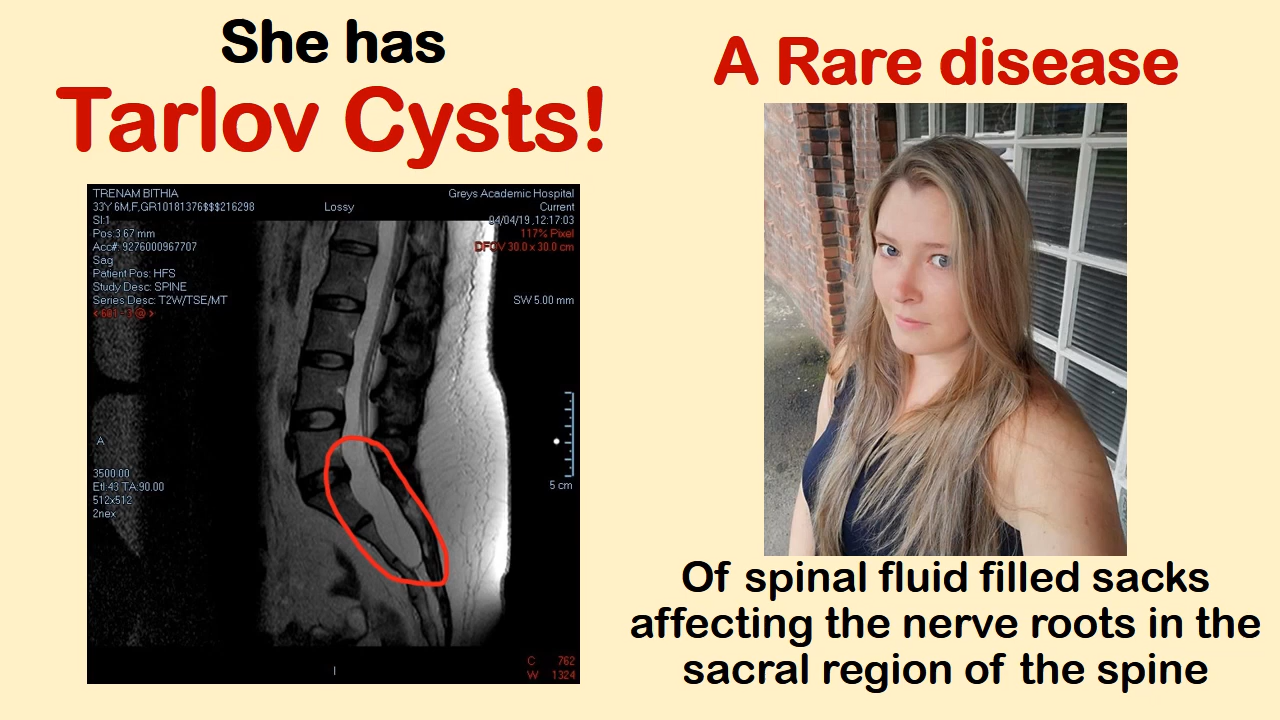 She has
Tarlov Cysts!
TRENAM BITHIA
33Y 6M,F,GR10181376$$$216298
SI:1
Pos:3.67 mm
Acc#: 9276000967707
Sag
Patient Pos: HFS
Study Desc: SPINE
Series Desc: T2W/TSE/MT
Lossy
Greys Academic Hospital
Current
04/04/19 ,12:17:03
117% Pixel
DFOV 30.0 x 30.0 cm
SW 5.00 mm
A
3500.00
Etl:43 TA:90.00
512x512
2nex
5 cm
C 762
W 1324
A Rare disease
Of spinal fluid filled sacks
affecting the nerve roots in the
sacral region of the spine